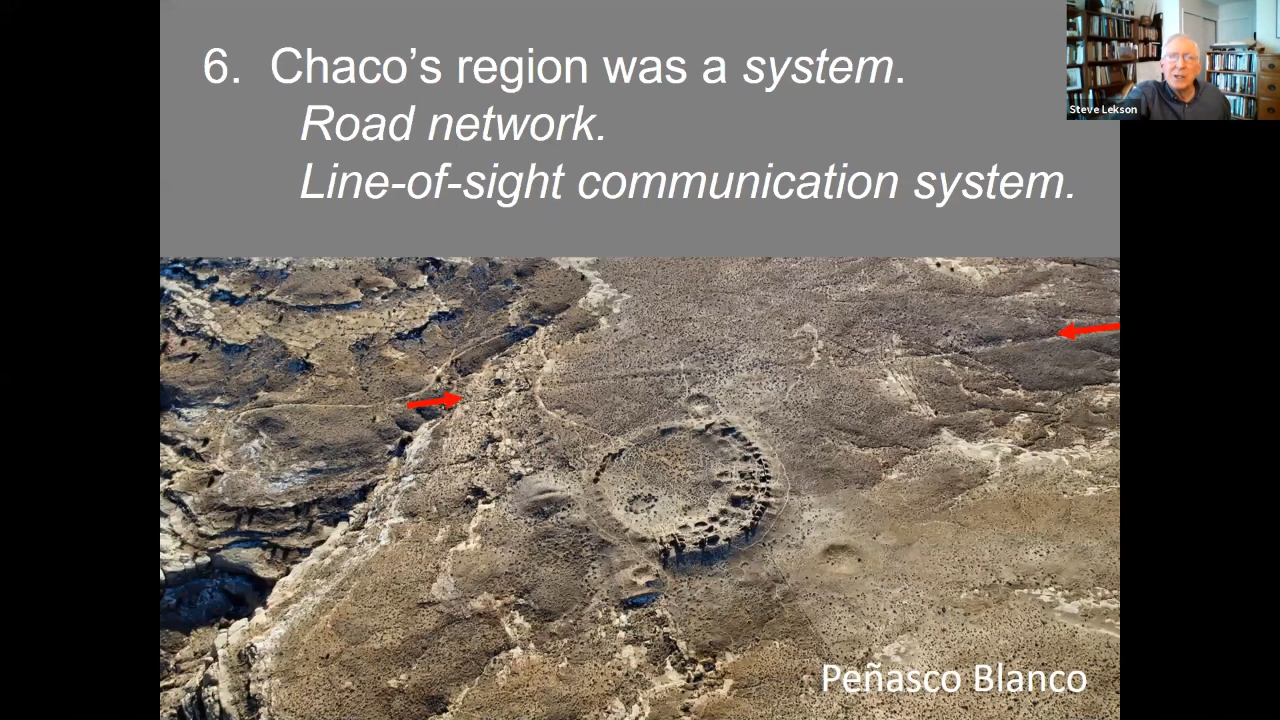 6. Chaco's region was a system.
Road network.
Line-of-sight communication system.
Steve Lekson
Peñasco Blanco